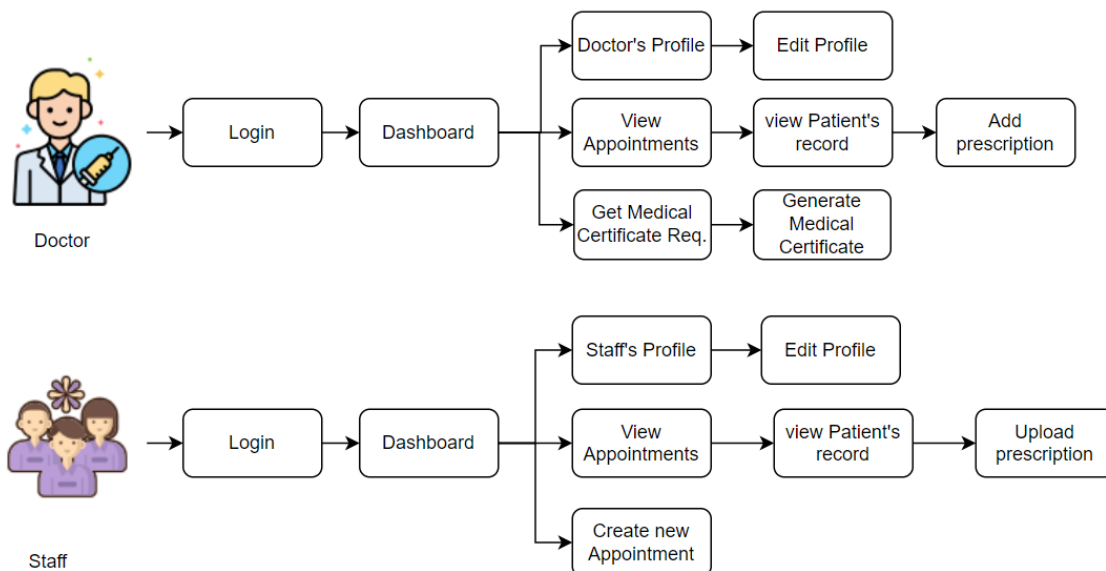 Doctor's Profile
Edit Profile
Login
Dashboard
View
Appointments
view Patient's
record
Add
prescription
Get Medical
Certificate Req.
Generate
Medical
Certificate
Doctor
Staff's Profile
Edit Profile
Login
Dashboard
View
Appointments
view Patient's
record
Upload
prescription
Create new
Appointment
Staff